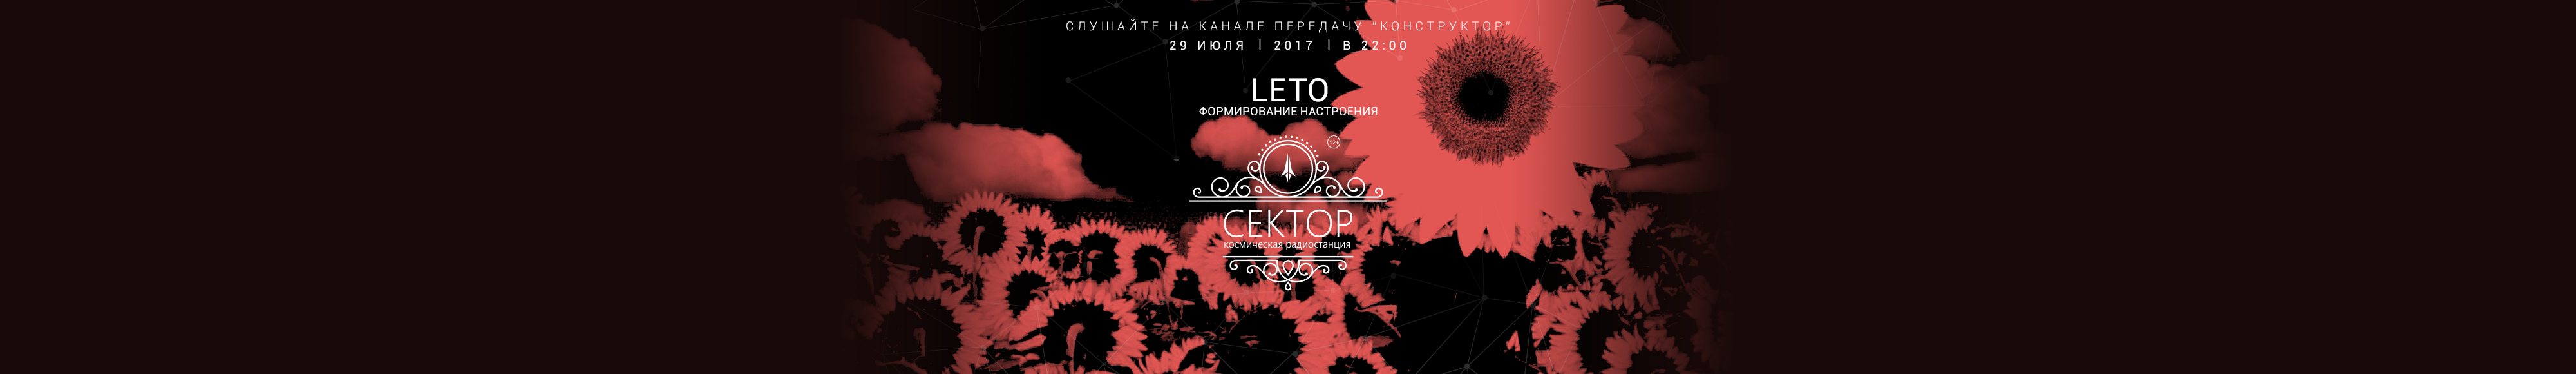 СЛУШАЙТЕ НА КАНАЛЕ ПЕРЕДАЧУ "КОНСТРУКТОР"
29 ИЮЛЯ | 2017 | В 22:00
LETO
ФОРМИРОВАНИЕ НАСТРОЕНИЯ
12+
СЕКТОР
космическая радиостанция